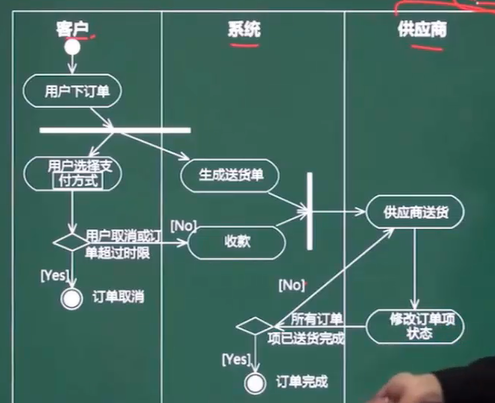 客户
系统
供应商
用户下订单
用户选择支
付方式
生成送货单
供应商送货
用户取消或订
单超过时限
[No]
收款
[Yes]
订单取消
[No]
所有订单
项已送货完成
修改订单项
状态
[Yes]
订单完成